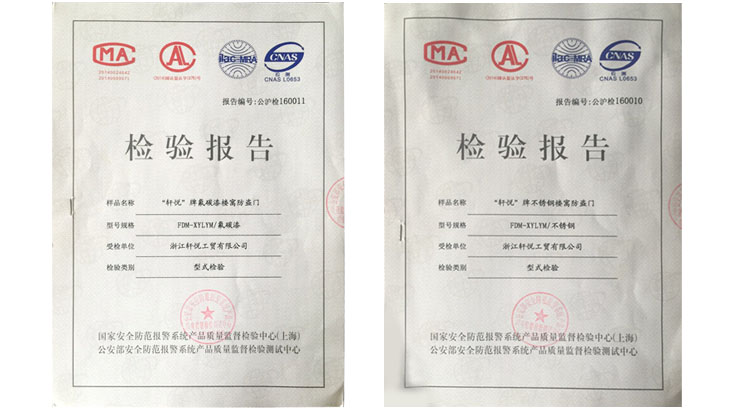 MA
AL
ilac-MRA
CNAS
检测
CNAS L0653
报告编号:公沪检160011
检验报告
样品名称 “轩悦”牌氟碳漆楼寓防盗门
型号规格 FDM-XYLYM/氟碳漆
受检单位 浙江轩悦工贸有限公司
检验类别 型式检验
国家安全防范报警系统产品质量监督检验中心(上海)
公安部安全防范报警系统产品质量监督检验测试中心
MA
AL
ilac-MRA
CNAS
检测
CNAS L0653
报告编号:公沪检160010
检验报告
样品名称 “轩悦”牌不锈钢楼寓防盗门
型号规格 FDM-XYLYM/不锈钢
受检单位 浙江轩悦工贸有限公司
检验类别 型式检验
国家安全防范报警系统产品质量监督检验中心(上海)
公安部安全防范报警系统产品质量监督检验测试中心